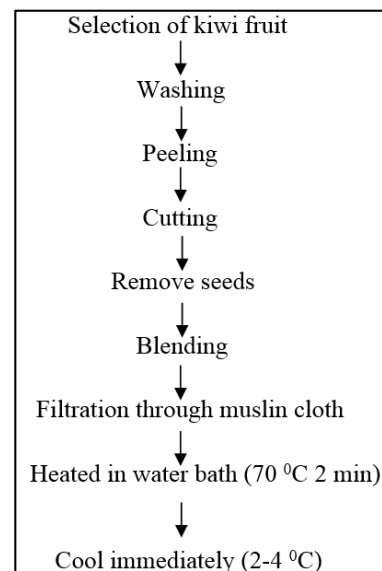 Selection of kiwi fruit
Washing
Peeling
Cutting
Remove seeds
Blending
Filtration through muslin cloth
Heated in water bath (70 ⁰C 2 min)
Cool immediately (2-4 ⁰C)